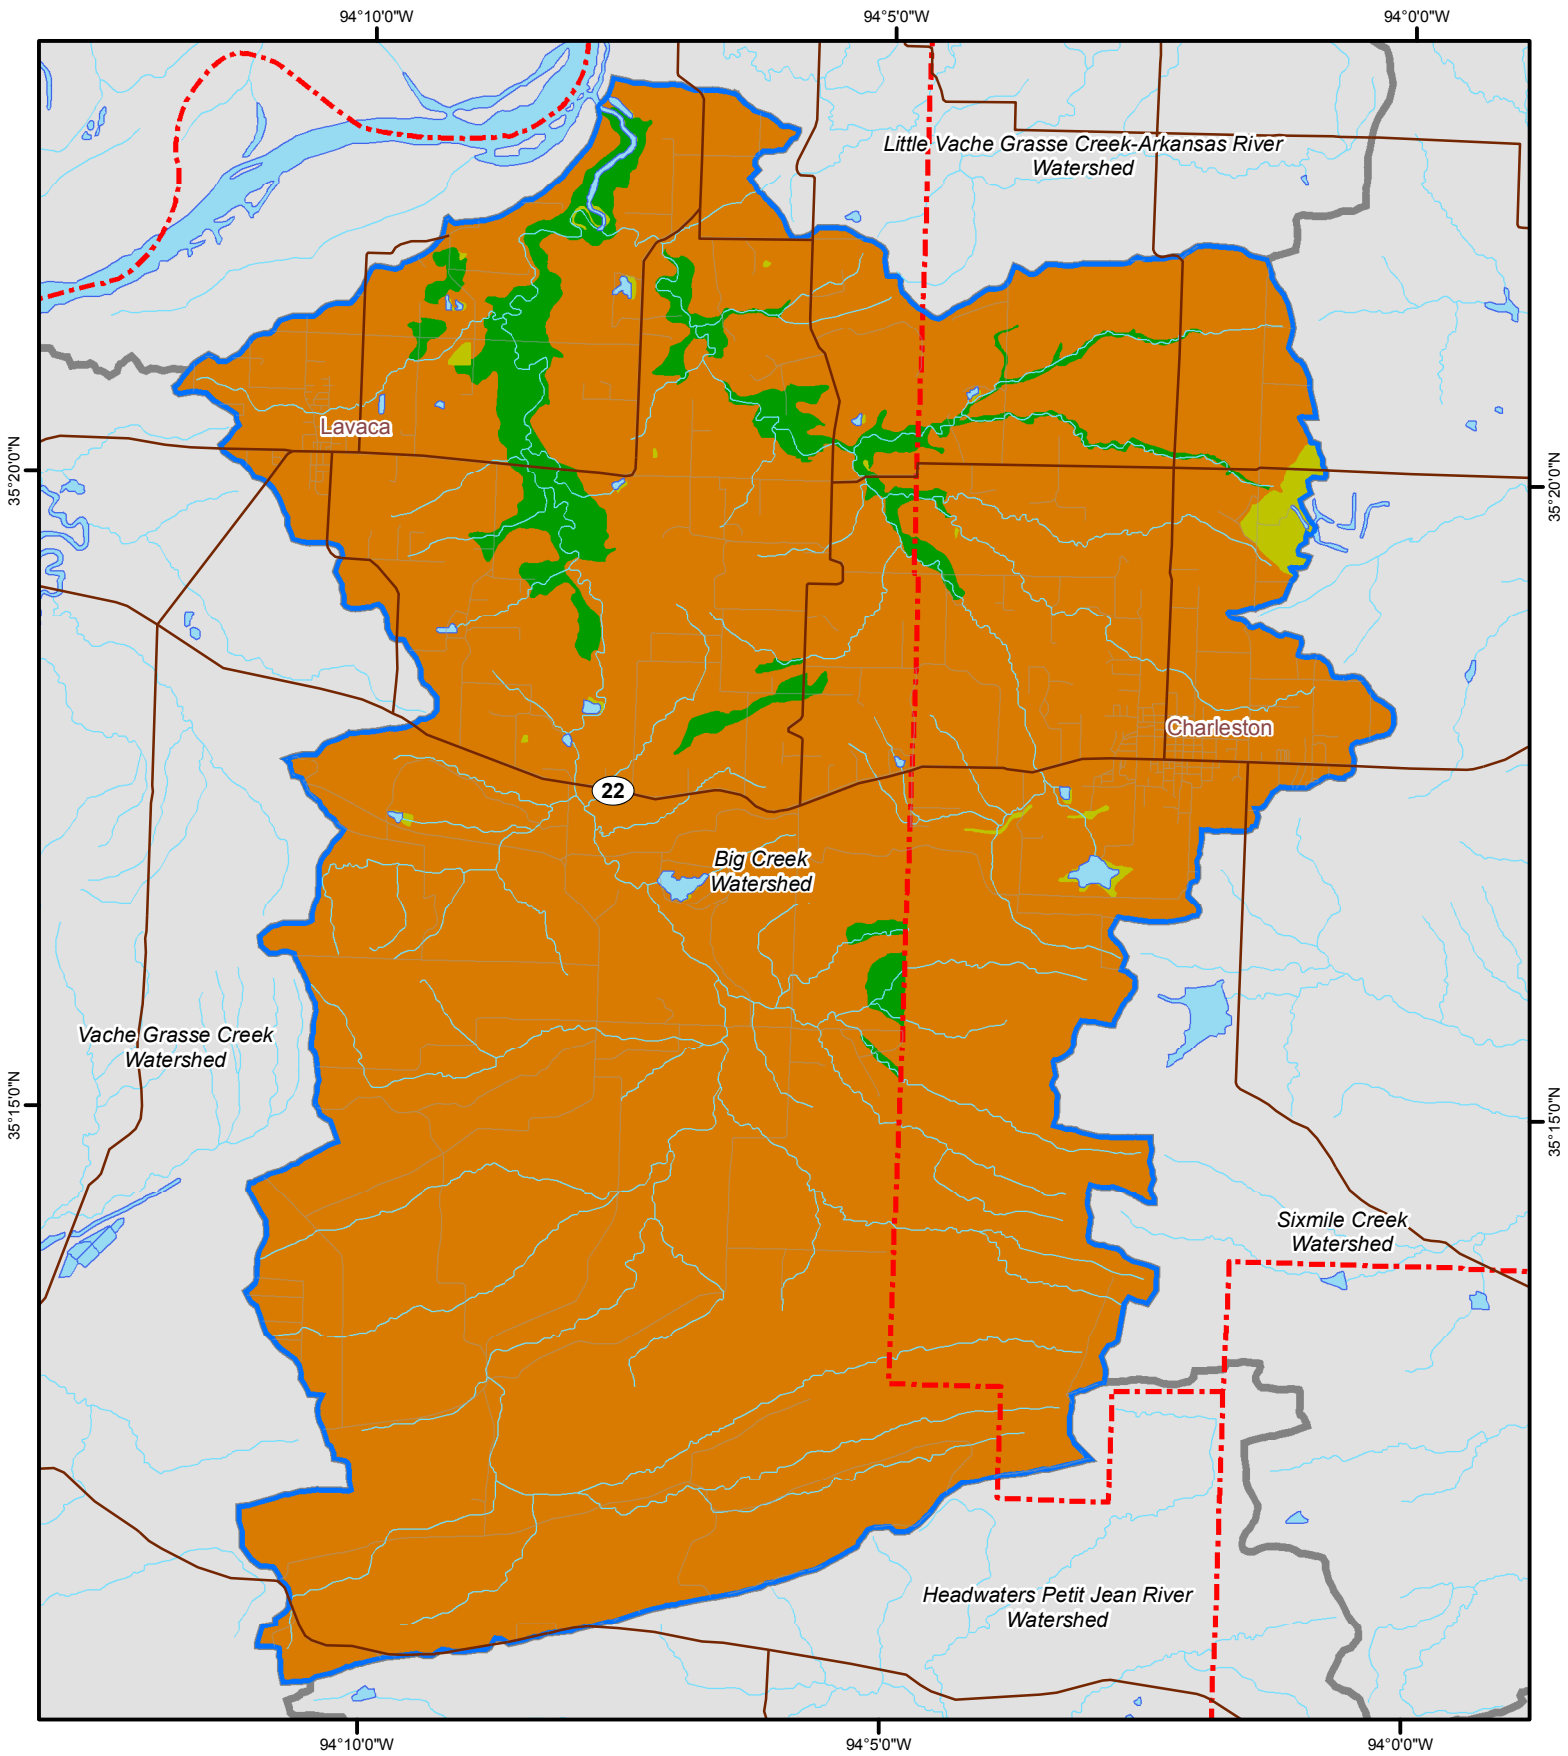 94°10'0"W
94°5'0"W
94°0'0"W
Little Vache Grasse Creek-Arkansas River
Watershed
Lavaca
35°20'0"N
35°20'0"N
Charleston
22
Big Creek
Watershed
Vache Grasse Creek
Watershed
35°15'0"N
35°15'0"N
Sixmile Creek
Watershed
Headwaters Petit Jean River
Watershed
94°10'0"W
94°5'0"W
94°0'0"W